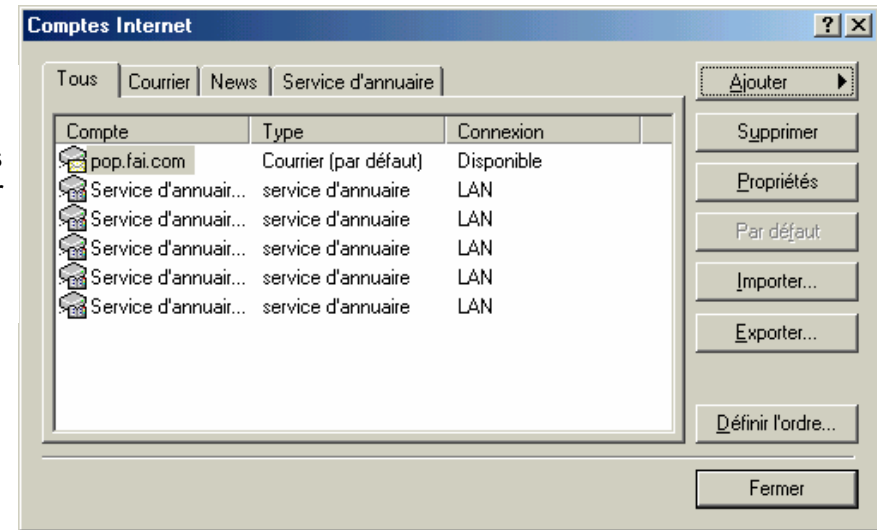 Comptes Internet
Tous Courrier News Service d'annuaire
Compte Type Connexion
pop.fai.com Courrier (par défaut) Disponible
Service d'annuair... service d'annuaire LAN
Service d'annuair... service d'annuaire LAN
Service d'annuair... service d'annuaire LAN
Service d'annuair... service d'annuaire LAN
Service d'annuair... service d'annuaire LAN
Ajouter
Supprimer
Propriétés
Par défaut
Importer...
Exporter...
Définir l'ordre...
Fermer